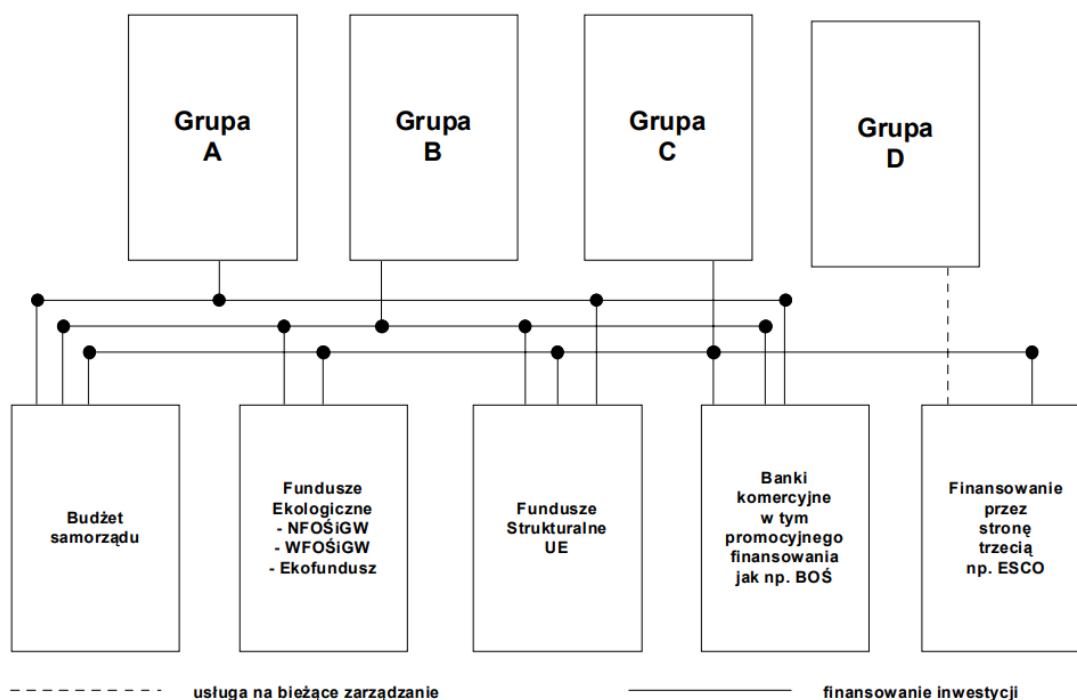 Grupa
A
Grupa
B
Grupa
C
Grupa
D
Budżet
samorządu
Fundusze
Ekologiczne
- NFOŚiGW
- WFOŚiGW
- Ekofundusz
Fundusze
Strukturalne
UE
Banki
komercyjne
w tym
promocyjnego
finansowania
jak np. BOŚ
Finansowanie
przez
stronę
trzecią
np. ESCO
usługa na bieżące zarządzanie
finansowanie inwestycji